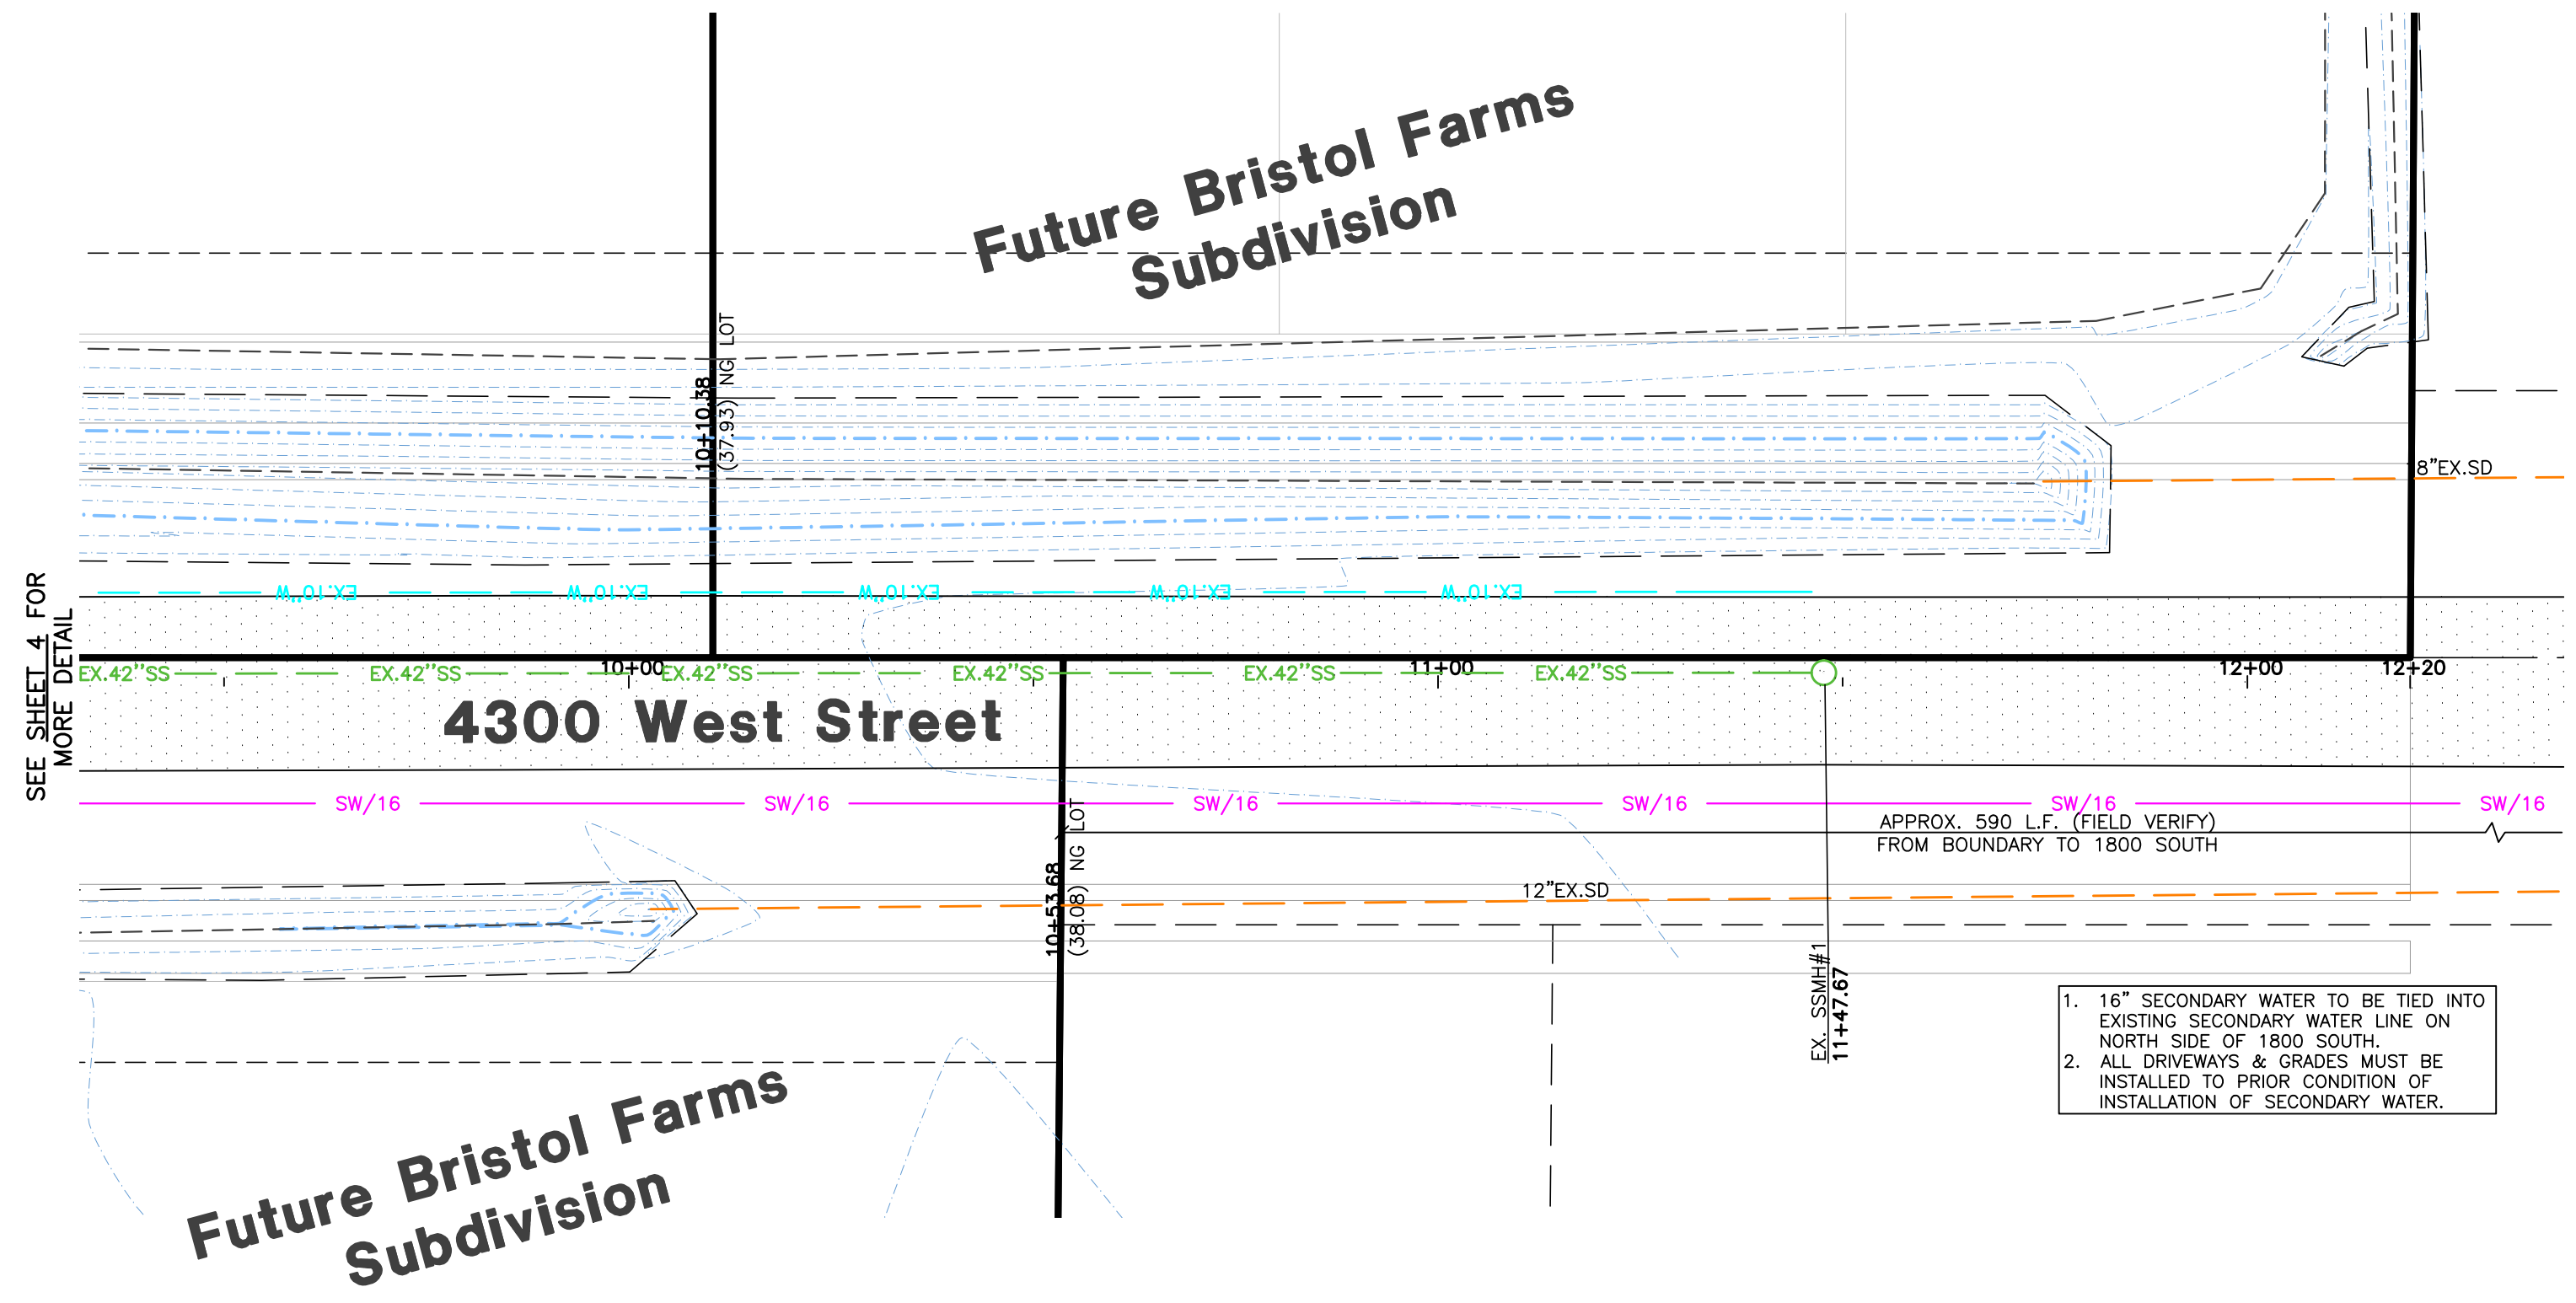 Future Bristol Farms
Subdivision
10+10.38
(37.93) NG LOT
18"EX.SD
EX.10"W EX.10"W EX.10"W EX.10"W EX.10"W
SEE SHEET 4 FOR
MORE DETAIL
10+00 11+00 12+00 12+20
EX.42"SS EX.42"SS EX.42"SS EX.42"SS EX.42"SS EX.42"SS
4300 West Street
SW/16 SW/16 SW/16 SW/16 SW/16 SW/16
APPROX. 590 L.F. (FIELD VERIFY)
FROM BOUNDARY TO 1800 SOUTH
10+53.68
(38.08) NG LOT
12"EX.SD
EX. SSMH#1
11+47.67
1. 16" SECONDARY WATER TO BE TIED INTO
EXISTING SECONDARY WATER LINE ON
NORTH SIDE OF 1800 SOUTH.
2. ALL DRIVEWAYS & GRADES MUST BE
INSTALLED TO PRIOR CONDITION OF
INSTALLATION OF SECONDARY WATER.
Future Bristol Farms
Subdivision